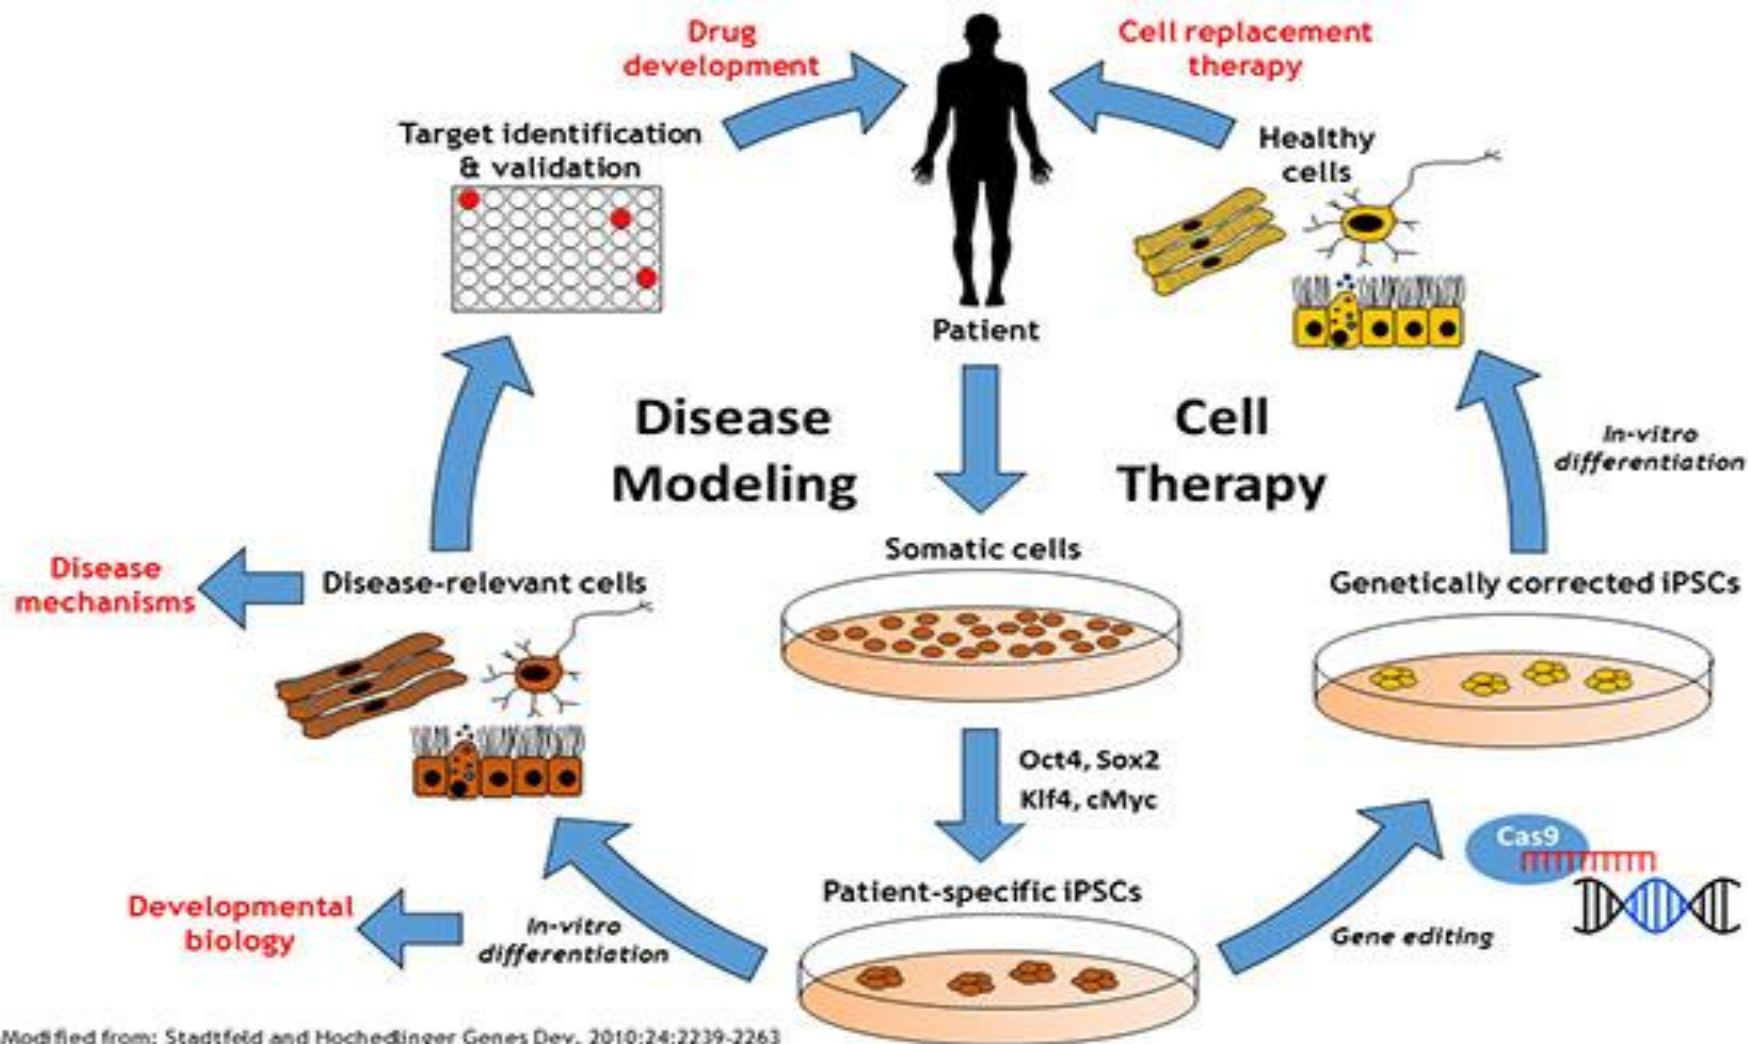 Drug
development
Cell replacement
therapy
Target identification
& validation
Healthy
cells
Patient
Disease
Modeling
Cell
Therapy
In-vitro
differentiation
Somatic cells
Disease
mechanisms
Disease-relevant cells
Genetically corrected iPSCs
Oct4, Sox2
Klf4, cMyc
Cas9
Patient-specific iPSCs
Developmental
biology
In-vitro
differentiation
Gene editing
Modified from: Stadtfeld and Hochedlinger Genes Dev. 2010;24:2239-2263